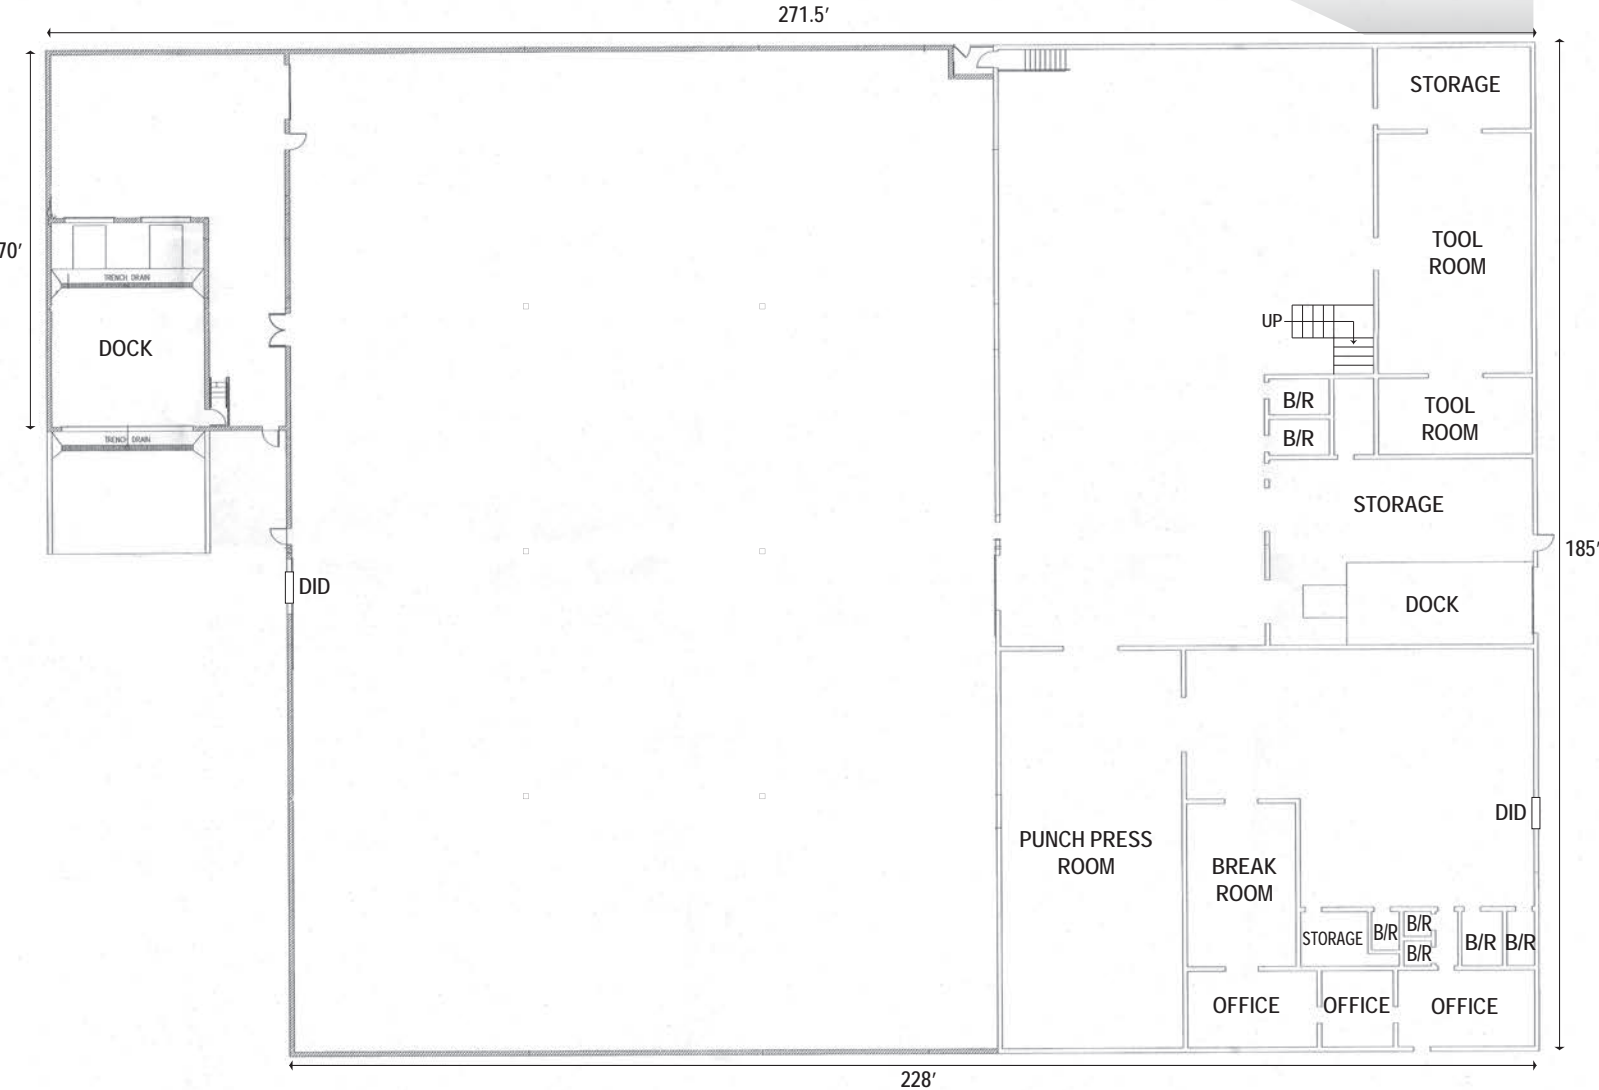 271.5'
STORAGE
TOOL
ROOM
70'
TRENCH DRAIN
UP
DOCK
B/R
TOOL
ROOM
B/R
TRENCH DRAIN
STORAGE
185'
DID
DOCK
DID
PUNCH PRESS
ROOM
BREAK
ROOM
STORAGE
B/R
B/R
B/R
B/R
B/R
OFFICE
OFFICE
OFFICE
228'